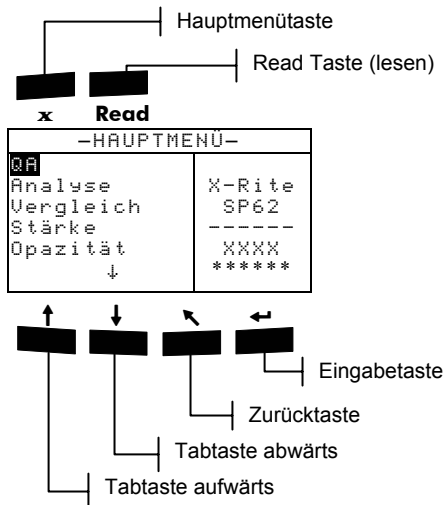 Hauptmenütaste
Read Taste (lesen)
x Read
–HAUPTMENÜ–
QA
Analyse X-Rite
Vergleich SP62
Stärke ------
Opazität XXXX
↓ ******
↑ ↓ ↖ ↵
Eingabetaste
Zurücktaste
Tabtaste abwärts
Tabtaste aufwärts